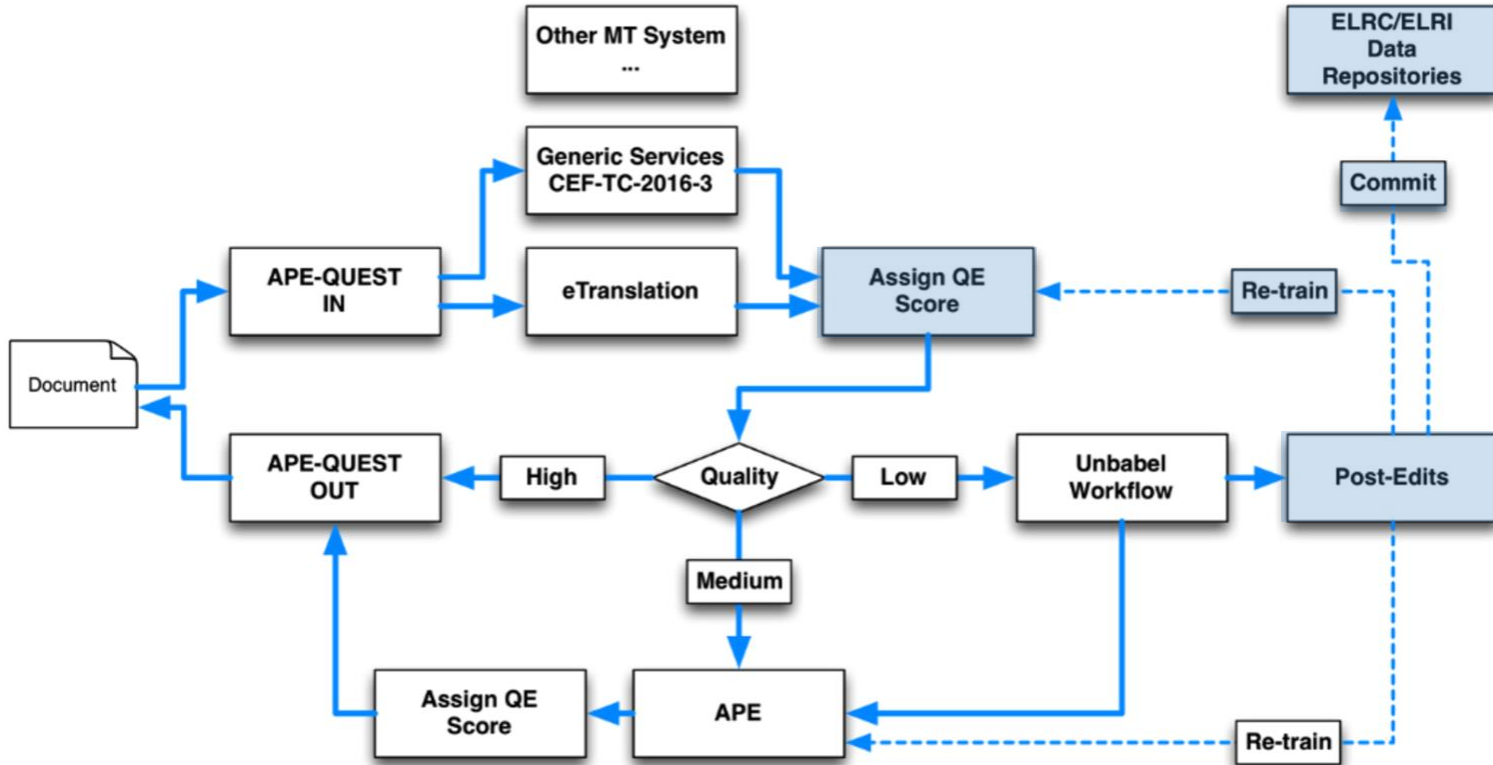 Other MT System
...
ELRC/ELRI
Data
Repositories
Generic Services
CEF-TC-2016-3
Commit
APE-QUEST
IN
eTranslation
Assign QE
Score
Re-train
Document
APE-QUEST
OUT
High
Quality
Low
Unbabel
Workflow
Post-Edits
Medium
Assign QE
Score
APE
Re-train